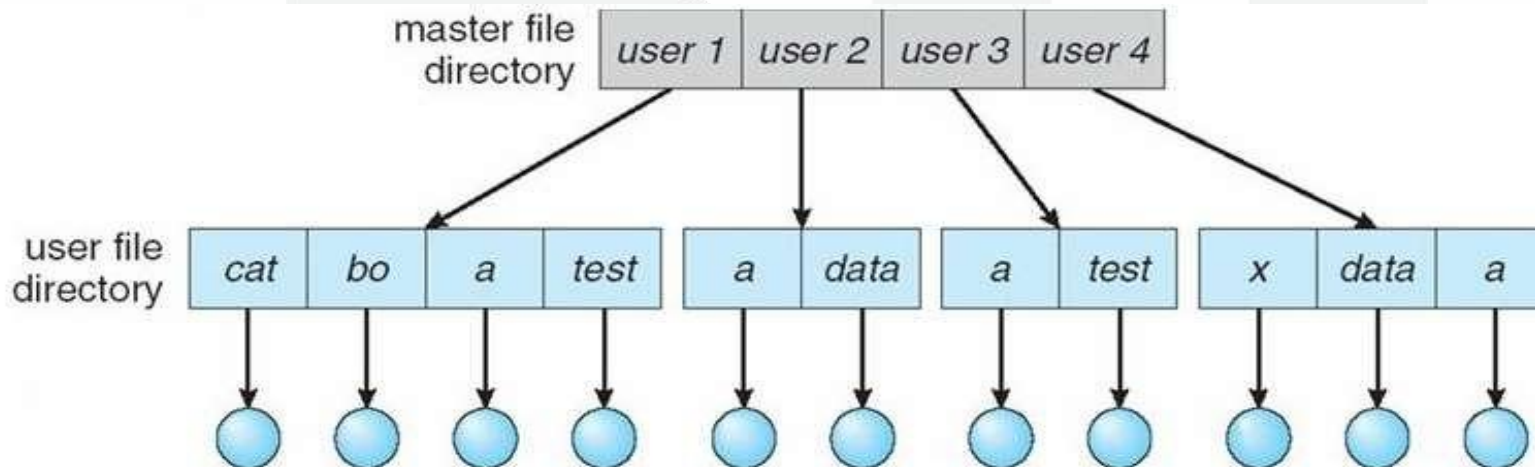 master file
directory
user 1 user 2 user 3 user 4
user file
directory
cat bo a test a data a test x data a